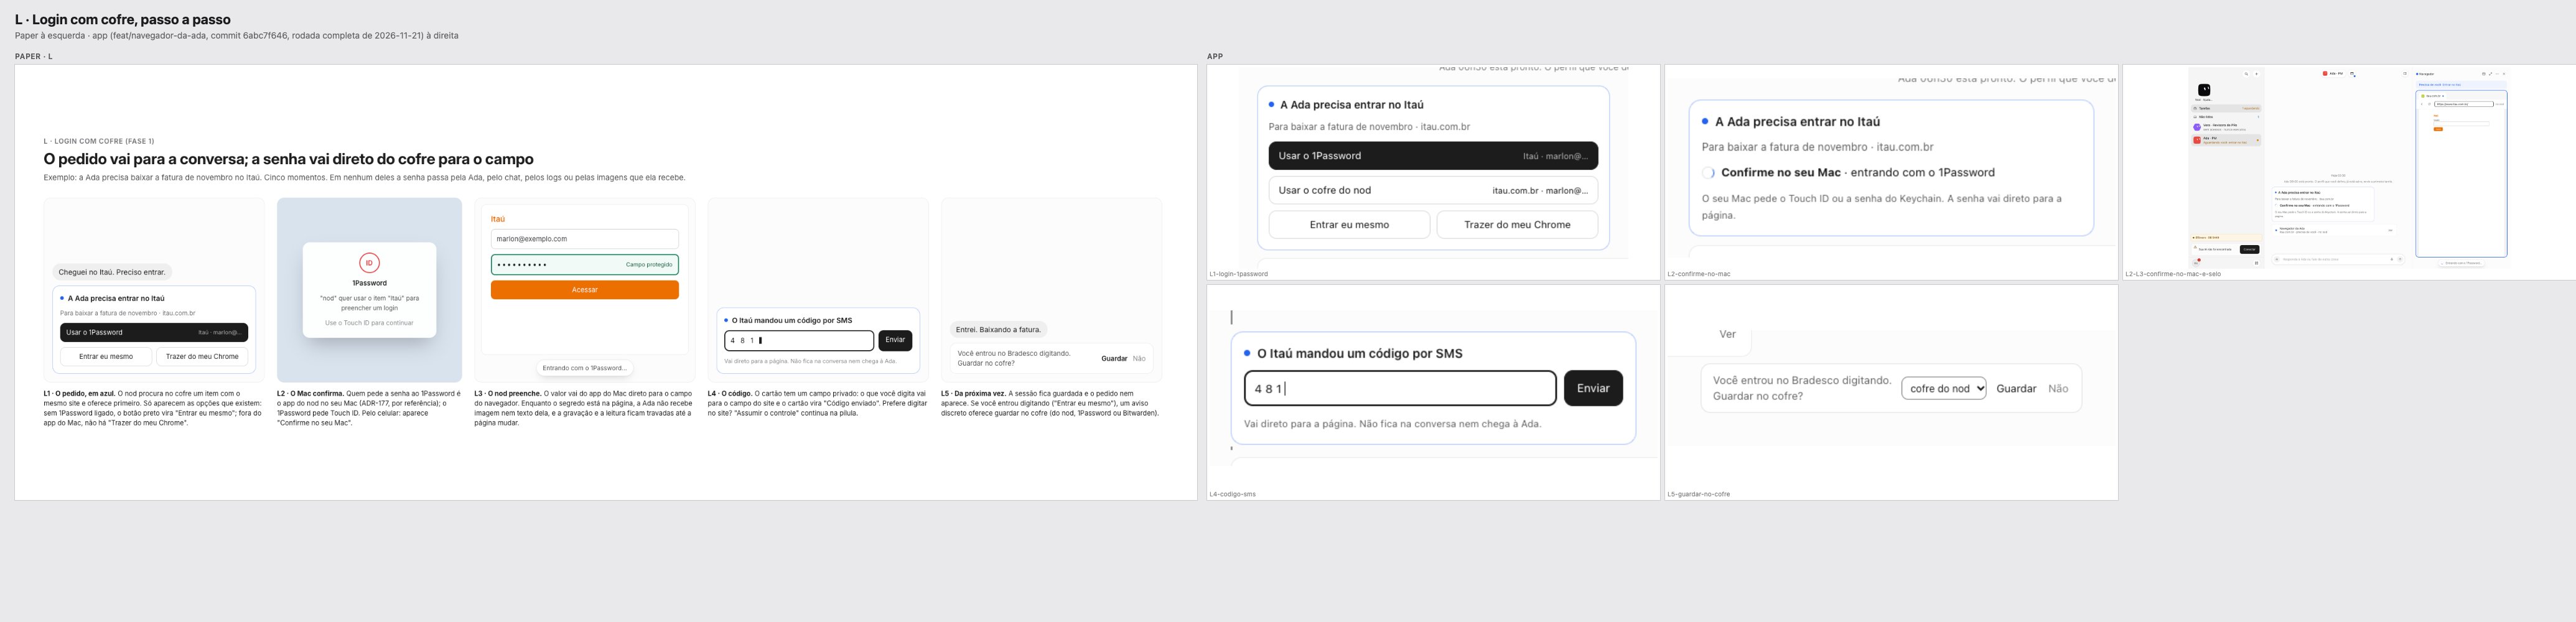 L · Login com cofre, passo a passo
Paper à esquerda · app (feat/navegador-da-ada, commit 6abc7f646, rodada completa de 2026-11-21) à direita
PAPER · L
L · LOGIN COM COFRE (FASE 1)
O pedido vai para a conversa; a senha vai direto do cofre para o campo
Exemplo: a Ada precisa baixar a fatura de novembro no Itaú. Cinco momentos. Em nenhum deles a senha passa pela Ada, pelo chat, pelos logs ou pelas imagens que ela recebe.
Cheguei no Itaú. Preciso entrar.
A Ada precisa entrar no Itaú
Para baixar a fatura de novembro · itau.com.br
Usar o 1Password
Itaú · marlon@...
Entrar eu mesmo
Trazer do meu Chrome
L1 · O pedido, em azul. O nod procura no cofre um item com o
mesmo site e oferece primeiro. Só aparecem as opções que existem:
sem 1Password ligado, o botão preto vira "Entrar eu mesmo"; fora do
app do Mac, não há "Trazer do meu Chrome".
ID
1Password
"nod" quer usar o item "Itaú" para
preencher um login
Use o Touch ID para continuar
L2 · O Mac confirma. Quem pede a senha ao 1Password é
o app do nod no seu Mac (ADR-177, por referência); o
1Password pede Touch ID. Pelo celular: aparece
"Confirme no seu Mac".
Itaú
marlon@exemplo.com
Campo protegido
Acessar
Entrando com o 1Password...
L3 · O nod preenche. O valor vai do app do Mac direto para o campo
do navegador. Enquanto o segredo está na página, a Ada não recebe
imagem nem texto dela, e a gravação e a leitura ficam travadas até a
página mudar.
O Itaú mandou um código por SMS
4 8 1
Enviar
Vai direto para a página. Não fica na conversa nem chega à Ada.
L4 · O código. O cartão tem um campo privado: o que você digita vai
para o campo do site e o cartão vira "Código enviado". Prefere digitar
no site? "Assumir o controle" continua na pílula.
Entrei. Baixando a fatura.
Você entrou no Bradesco digitando.
Guardar no cofre?
Guardar
Não
L5 · Da próxima vez. A sessão fica guardada e o pedido nem
aparece. Se você entrou digitando ("Entrar eu mesmo"), um aviso
discreto oferece guardar no cofre (do nod, 1Password ou Bitwarden).
APP
A Ada precisa entrar no Itaú
Para baixar a fatura de novembro · itau.com.br
Usar o 1Password
Itaú · marlon@...
Usar o cofre do nod
itau.com.br · marlon@...
Entrar eu mesmo
Trazer do meu Chrome
L1-login-1password
A Ada precisa entrar no Itaú
Para baixar a fatura de novembro · itau.com.br
Confirme no seu Mac · entrando com o 1Password
O seu Mac pede o Touch ID ou a senha do Keychain. A senha vai direto para a
página.
L2-confirme-no-mac
L2-L3-confirme-no-mac-e-selo
O Itaú mandou um código por SMS
4 8 1
Enviar
Vai direto para a página. Não fica na conversa nem chega à Ada.
L4-codigo-sms
Ver
Você entrou no Bradesco digitando.
Guardar no cofre?
cofre do nod
Guardar
Não
L5-guardar-no-cofre